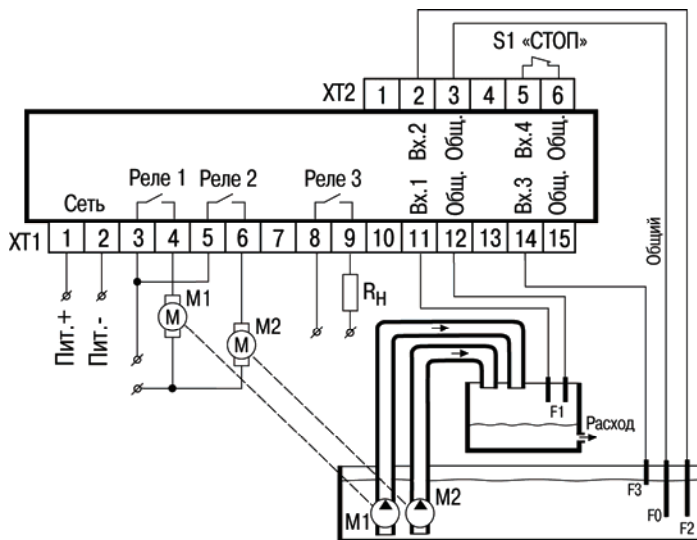 S1 «СТОП»
XT2 1 2 3 4 5 6
Вх.2 Общ. Вх.4 Общ.
Вх.1 Общ. Вх.3 Общ.
Реле 1 Реле 2 Реле 3
Сеть
XT1 1 2 3 4 5 6 7 8 9 10 11 12 13 14 15
Пит.+
Пит.-
M1
M
M2
M
RН
Общий
F1
Расход
M1
M2
F3
F0
F2